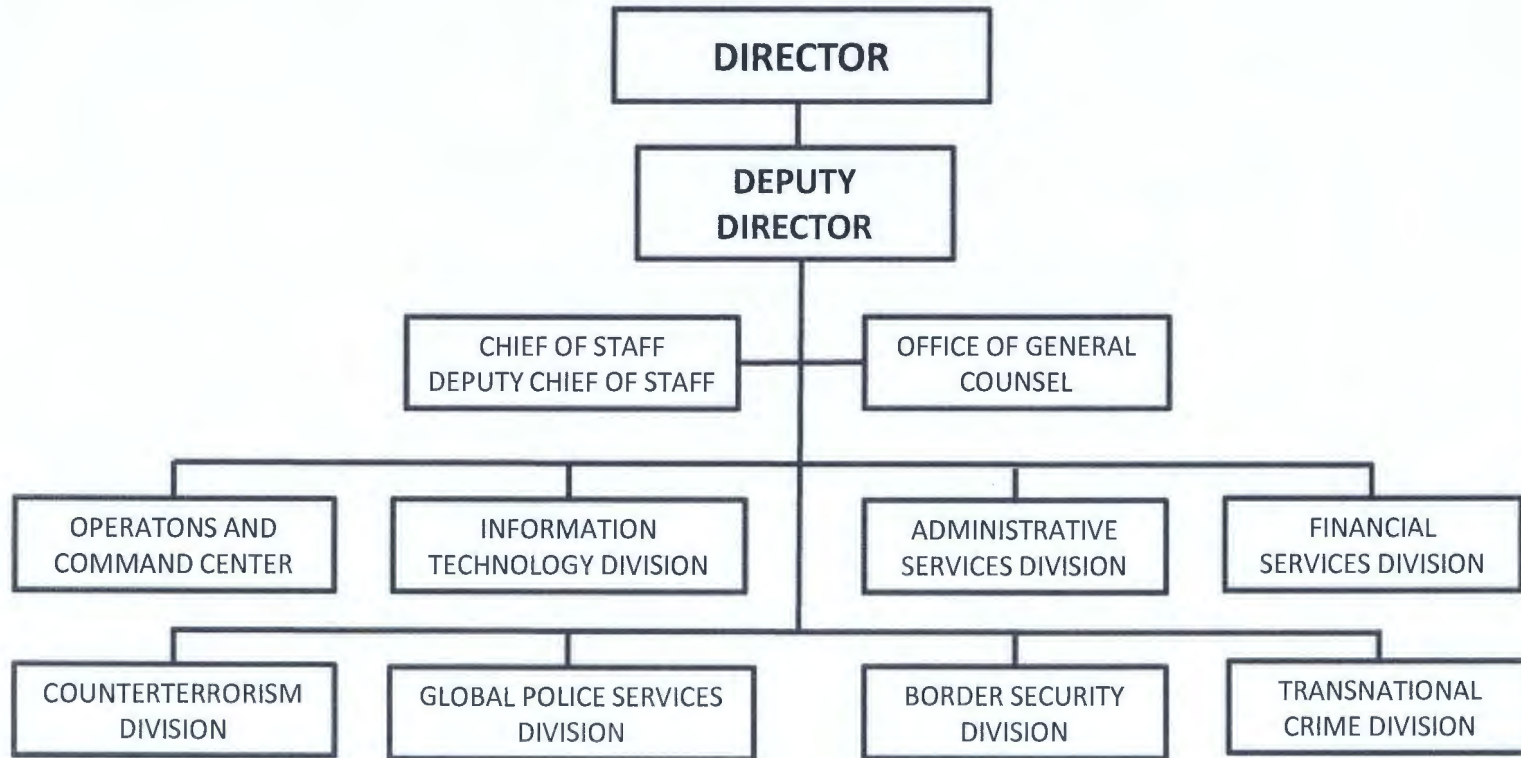 DIRECTOR
DEPUTY
DIRECTOR
CHIEF OF STAFF
DEPUTY CHIEF OF STAFF
OFFICE OF GENERAL
COUNSEL
OPERATONS AND
COMMAND CENTER
INFORMATION
TECHNOLOGY DIVISION
ADMINISTRATIVE
SERVICES DIVISION
FINANCIAL
SERVICES DIVISION
COUNTERTERRORISM
DIVISION
GLOBAL POLICE SERVICES
DIVISION
BORDER SECURITY
DIVISION
TRANSNATIONAL
CRIME DIVISION